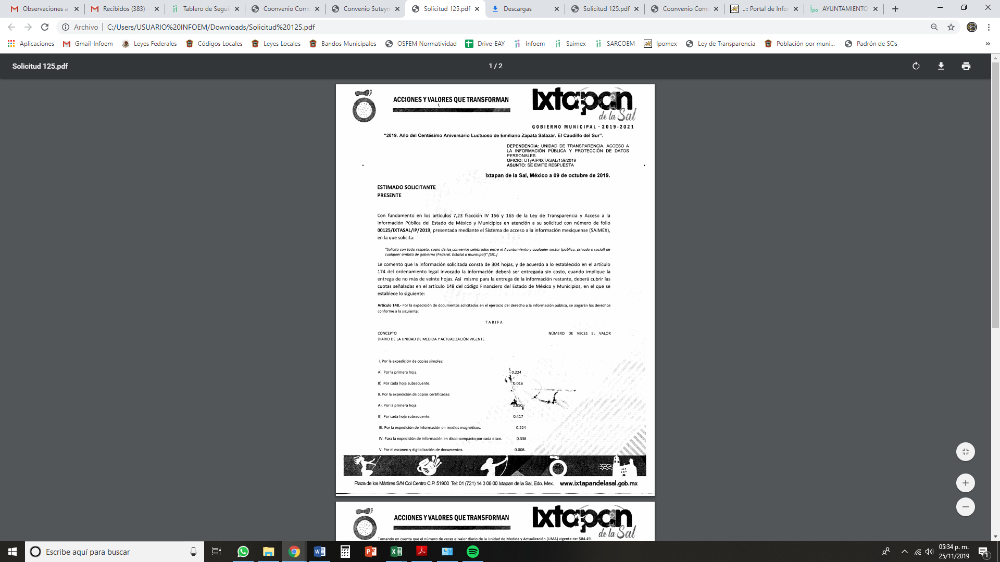 Observaciones a
Recibidos (383) -
Tablero de Segui
Coonvenio Como
Convenio Suteym
Solicitud 125.pdf
Descargas
Solicitud 125.pdf
Coonvenio Como
..:: Portal de Infor
AYUNTAMIENTO
Archivo
C:/Users/USUARIO%20INFOEM/Downloads/Solicitud%20125.pdf
Aplicaciones
Gmail-Infoem
Leyes Federales
Códigos Locales
Leyes Locales
Bandos Municipales
OSFEM Normatividad
Drive-EAY
Infoem
Saimex
SARCOEM
Ipomex
Ley de Transparencia
Población por muni...
Padrón de SOs
»
Solicitud 125.pdf
1 / 2
ACCIONES Y VALORES QUE TRANSFORMAN
Ixtapan
de la Sal
GOBIERNO MUNICIPAL · 2019-2021
“2019. Año del Centésimo Aniversario Luctuoso de Emiliano Zapata Salazar. El Caudillo del Sur”.
DEPENDENCIA: UNIDAD DE TRANSPARENCIA, ACCESO A
LA INFORMACIÓN PÚBLICA Y PROTECCIÓN DE DATOS
PERSONALES.
OFICIO: UTyAIP/IXTASAL/159/2019
ASUNTO: SE EMITE RESPUESTA
Ixtapan de la Sal, México a 09 de octubre de 2019.
ESTIMADO SOLICITANTE
PRESENTE
Con fundamento en los artículos 7,23 fracción IV 156 y 165 de la Ley de Transparencia y Acceso a la
Información Pública del Estado de México y Municipios en atención a su solicitud con número de folio
00125/IXTASAL/IP/2019, presentada mediante el Sistema de acceso a la información mexiquense (SAIMEX),
en la que solicita:
“Solicito con todo respeto, copia de los convenios celebrados entre el Ayuntamiento y cualquier sector (público, privado o social) de
cualquier ámbito de gobierno (Federal. Estatal o municipal)” [SIC.]
Le comento que la información solicitada consta de 304 hojas, y de acuerdo a lo establecido en el artículo
174 del ordenamiento legal invocado la información deberá ser entregada sin costo, cuando implique la
entrega de no más de veinte hojas. Así mismo para la entrega de la información restante, deberá cubrir las
cuotas señaladas en el artículo 148 del código Financiero del Estado de México y Municipios, en el que se
establece lo siguiente:
Artículo 148.- Por la expedición de documentos solicitados en el ejercicio del derecho a la información pública, se pagarán los derechos
conforme a la siguiente:
TARIFA
CONCEPTO NÚMERO DE VECES EL VALOR
DIARIO DE LA UNIDAD DE MEDIDA Y ACTUALIZACIÓN VIGENTE
I. Por la expedición de copias simples:
A). Por la primera hoja. 0.224
B). Por cada hoja subsecuente. 0.016
II. Por la expedición de copias certificadas:
A). Por la primera hoja. 0.850
B). Por cada hoja subsecuente. 0.417
III. Por la expedición de información en medios magnéticos. 0.224
IV. Para la expedición de información en disco compacto por cada disco. 0.336
V. Por el escaneo y digitalización de documentos. 0.008.
Plaza de los Mártires S/N Col Centro C.P. 51900 Tel: 01 (721) 14 3 06 00 Ixtapan de la Sal, Edo. Mex. www.ixtapandelasal.gob.mx
ACCIONES Y VALORES QUE TRANSFORMAN
Ixtapan
de la Sal
Tomando en cuenta que el número de veces el valor diario de la Unidad de Medida y Actualización (UMA) vigente de: $84.49.
Escribe aquí para buscar
05:34 p. m.
25/11/2019
1